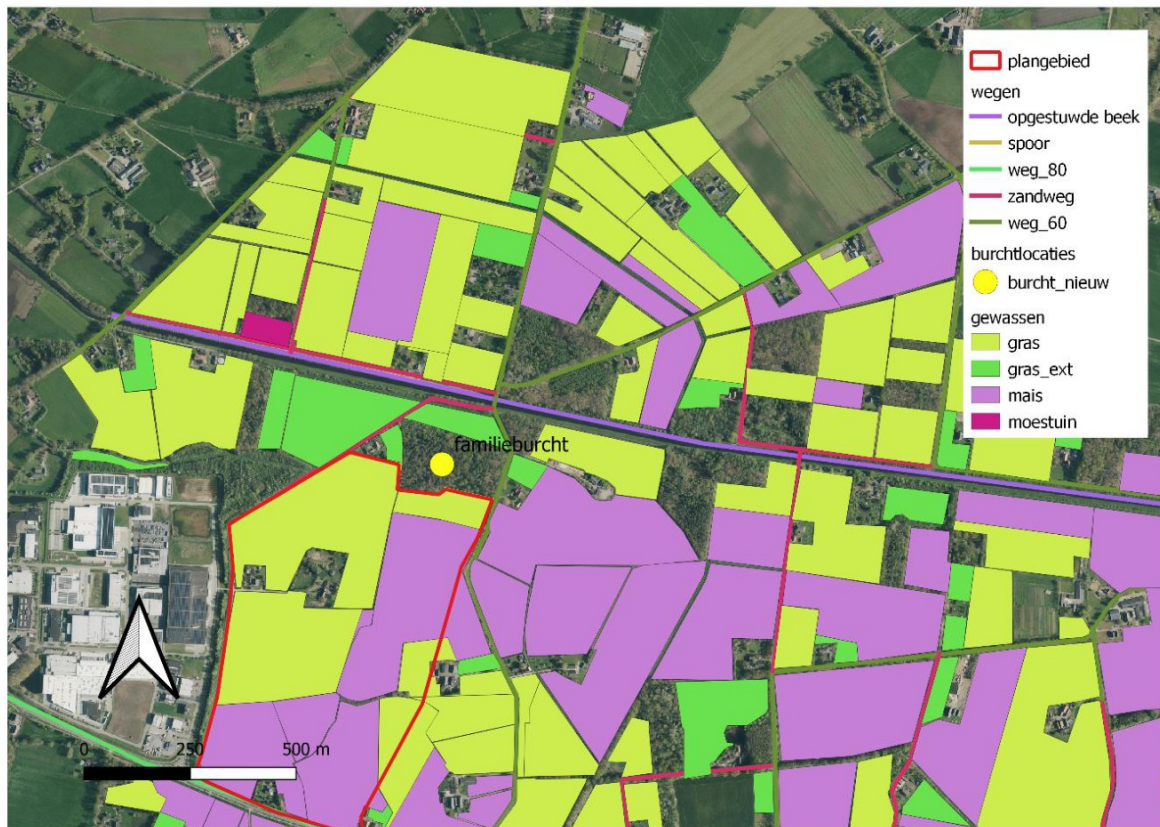 plangebied
wegen
opgestuwde beek
spoor
weg_80
zandweg
weg_60
burchtlocaties
burcht_nieuw
gewassen
gras
gras_ext
mais
moestuin
familieburcht
0 250 500 m